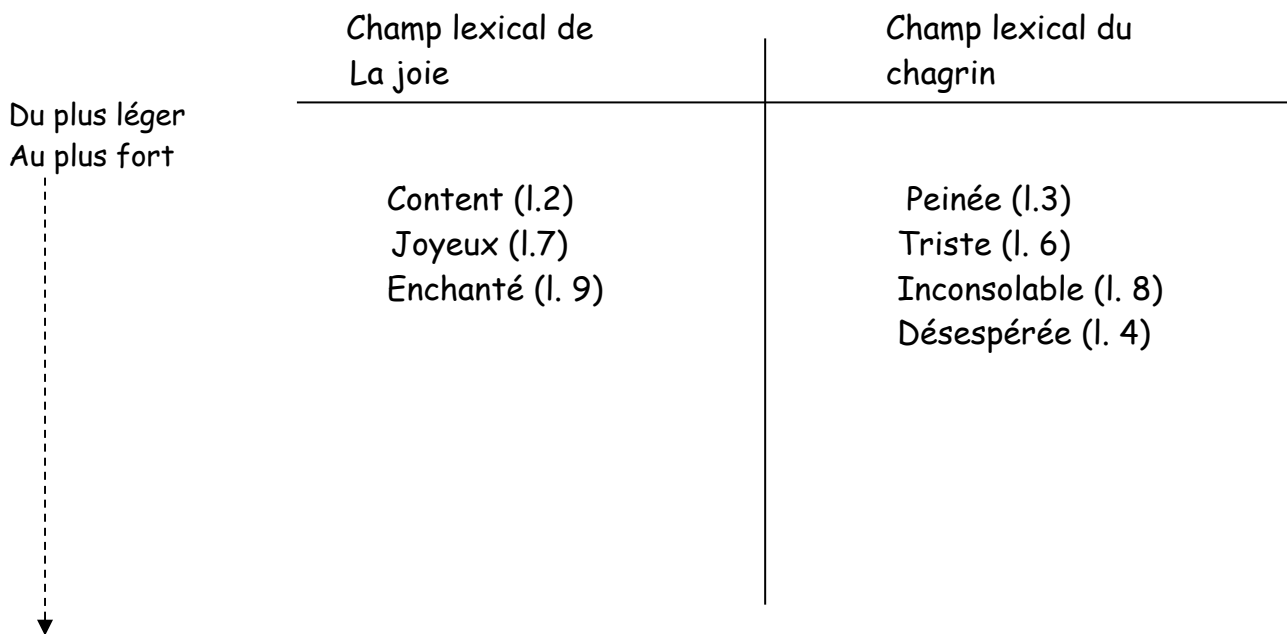 Champ lexical de
La joie
Champ lexical du
chagrin
Du plus léger
Au plus fort
Content (l.2)
Joyeux (l.7)
Enchanté (l. 9)
Peinée (l.3)
Triste (l. 6)
Inconsolable (l. 8)
Désespérée (l. 4)